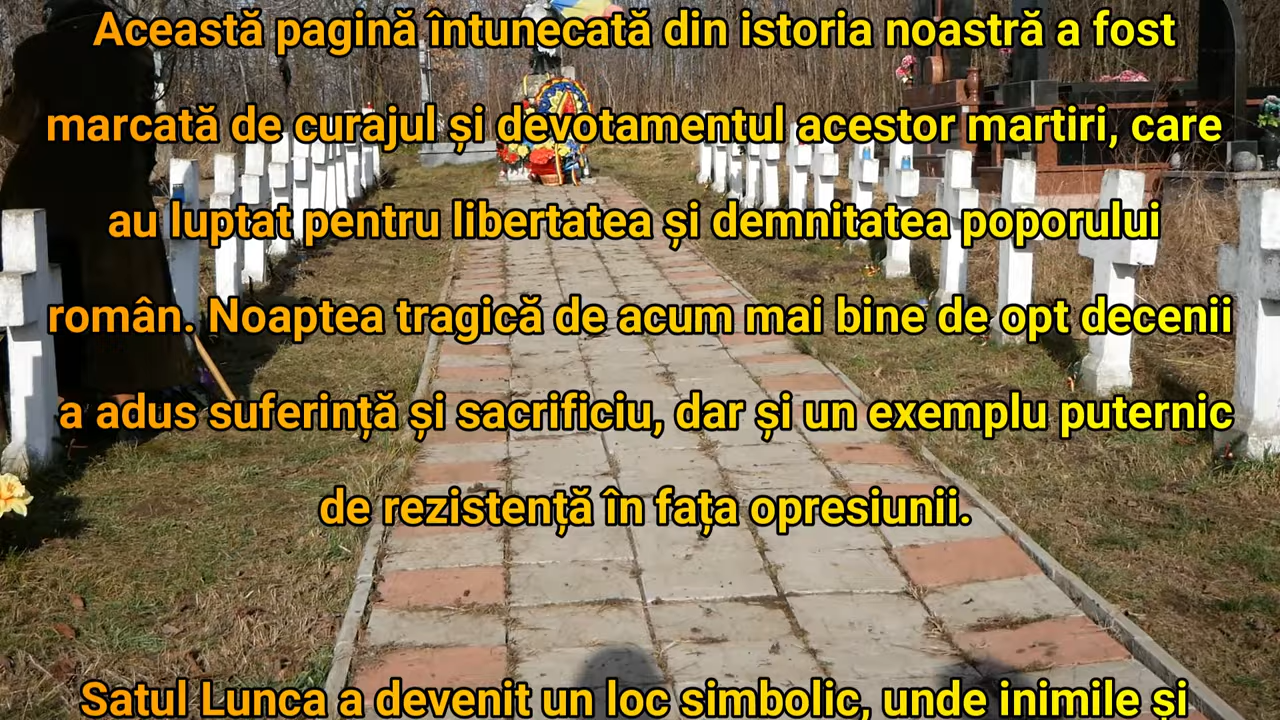 Această pagină întunecată din istoria noastră a fost
marcată de curajul și devotamentul acestor martiri, care
au luptat pentru libertatea și demnitatea poporului
român. Noaptea tragică de acum mai bine de opt decenii
a adus suferință și sacrificiu, dar și un exemplu puternic
de rezistență în fața opresiunii.
Satul Lunca a devenit un loc simbolic, unde inimile și